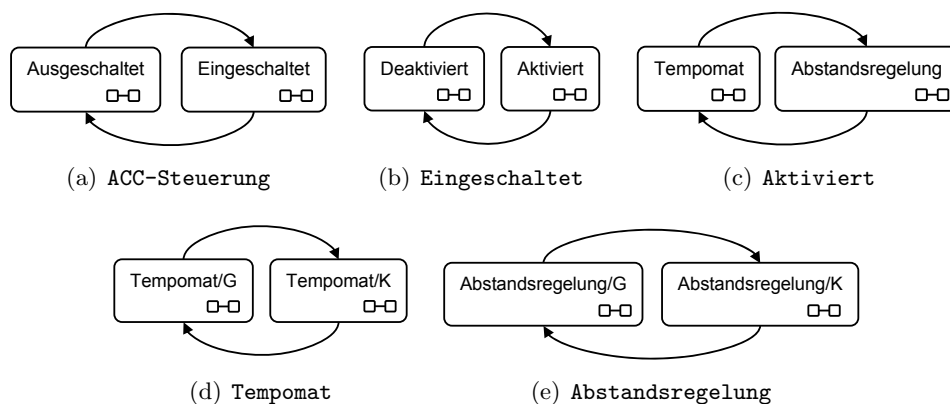 Ausgeschaltet Eingeschaltet Deaktiviert Aktiviert Tempomat Abstandsregelung
(a) ACC-Steuerung (b) Eingeschaltet (c) Aktiviert
Tempomat/G Tempomat/K Abstandsregelung/G Abstandsregelung/K
(d) Tempomat (e) Abstandsregelung